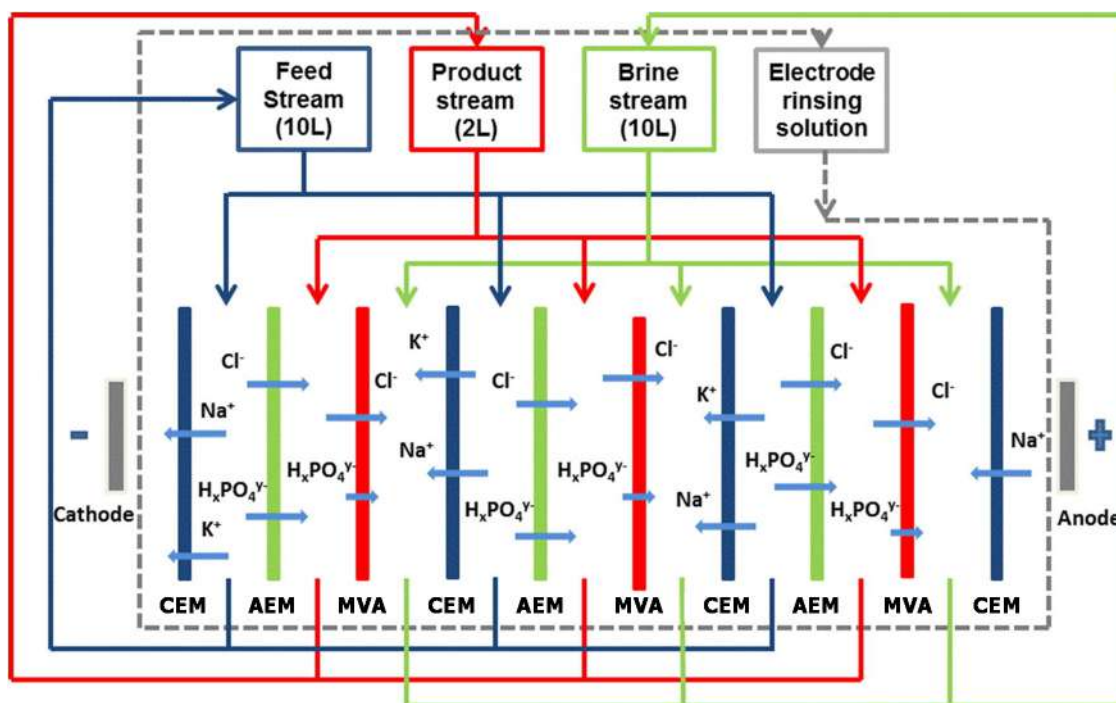 Feed
Stream
(10L)
Product
stream
(2L)
Brine
stream
(10L)
Electrode
rinsing
solution
Cl⁻
Na⁺
HₓPO₄ʸ⁻
K⁺
HₓPO₄ʸ⁻
Cl⁻
K⁺
Na⁺
HₓPO₄ʸ⁻
Cl⁻
HₓPO₄ʸ⁻
Cl⁻
K⁺
Na⁺
HₓPO₄ʸ⁻
Cl⁻
HₓPO₄ʸ⁻
Cl⁻
Na⁺
-
+
Cathode
Anode
CEM AEM MVA CEM AEM MVA CEM AEM MVA CEM